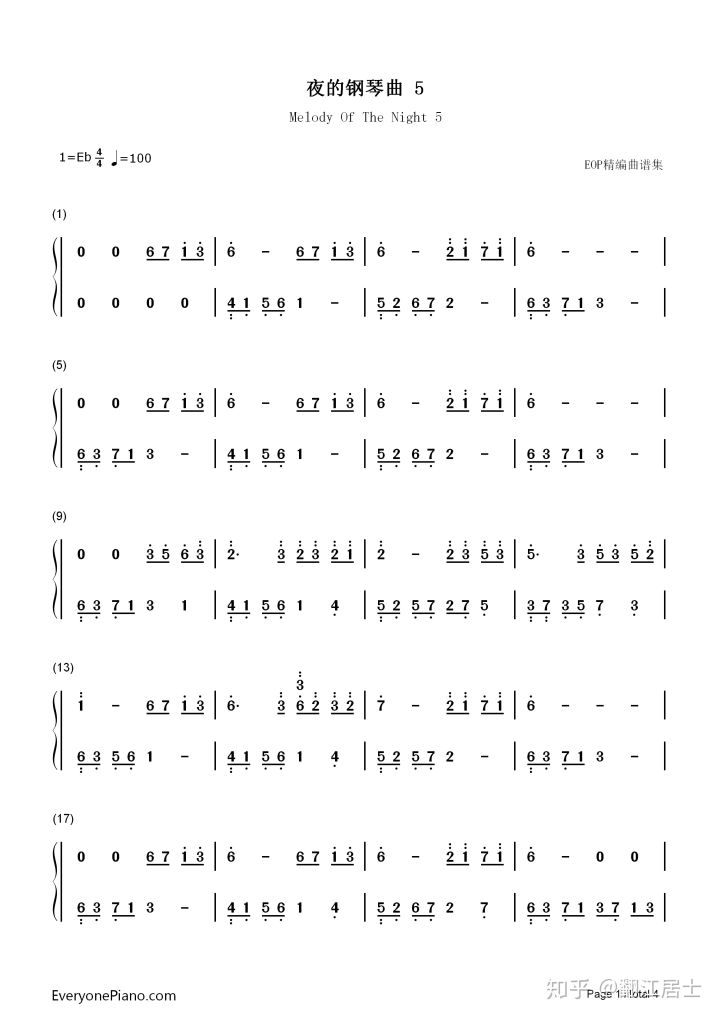 夜的钢琴曲 5
Melody Of The Night 5
1=Eb 4/4 ♩=100
EOP精编曲谱集
(1)
0 0 6 7 1 3 | 6 - 6 7 1 3 | 6 - 2 1 7 1 | 6 - - -
0 0 0 0 | 4 1 5 6 1 - | 5 2 6 7 2 - | 6 3 7 1 3 -
(5)
0 0 6 7 1 3 | 6 - 6 7 1 3 | 6 - 2 1 7 1 | 6 - - -
6 3 7 1 3 - | 4 1 5 6 1 - | 5 2 6 7 2 - | 6 3 7 1 3 -
(9)
0 0 3 5 6 3 | 2· 3 2 3 2 1 | 2 - 2 3 5 3 | 5· 3 5 3 5 2
6 3 7 1 3 1 | 4 1 5 6 1 4 | 5 2 5 7 2 7 5 | 3 7 3 5 7 3
(13)
3
1 - 6 7 1 3 | 6· 3 6 2 3 2 | 7 - 2 1 7 1 | 6 - - -
6 3 5 6 1 - | 4 1 5 6 1 4 | 5 2 5 7 2 - | 6 3 7 1 3 -
(17)
0 0 6 7 1 3 | 6 - 6 7 1 3 | 6 - 2 1 7 1 | 6 - 0 0
6 3 7 1 3 - | 4 1 5 6 1 4 | 5 2 6 7 2 7 | 6 3 7 1 3 7 1 3
EveryonePiano.com
知乎 @翻江居士